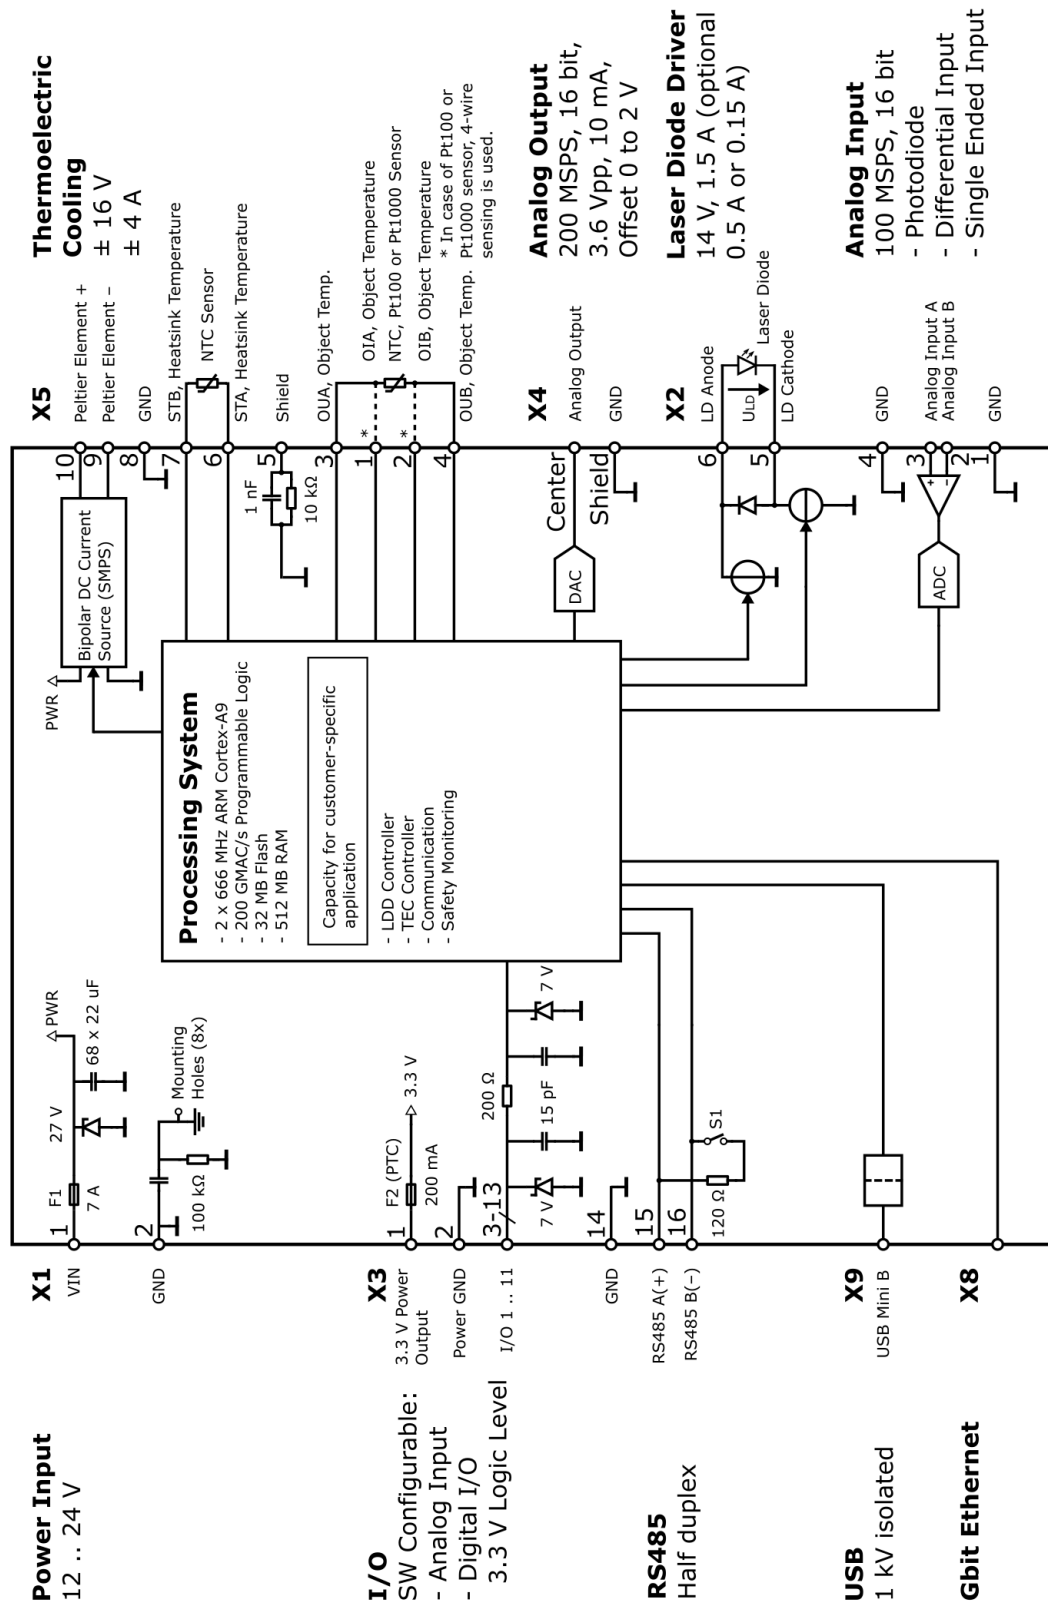 Power Input
12 .. 24 V
X1
VIN
1
F1
7 A
27 V
68 x 22 uF
PWR
GND
2
100 kΩ
Mounting
Holes (8x)
I/O
SW Configurable:
- Analog Input
- Digital I/O
3.3 V Logic Level
X3
3.3 V Power
Output
1
F2 (PTC)
200 mA
3.3 V
Power GND
2
I/O 1 .. 11
3-13
7 V
15 pF
200 Ω
7 V
GND
14
RS485
Half duplex
RS485 A(+)
15
RS485 B(−)
16
120 Ω
S1
USB
1 kV isolated
X9
USB Mini B
Gbit Ethernet
X8
Processing System
- 2 x 666 MHz ARM Cortex-A9
- 200 GMAC/s Programmable Logic
- 32 MB Flash
- 512 MB RAM
Capacity for customer-specific
application
- LDD Controller
- TEC Controller
- Communication
- Safety Monitoring
PWR
Bipolar DC Current
Source (SMPS)
X5
Thermoelectric
Cooling
± 16 V
± 4 A
10
Peltier Element +
9
Peltier Element −
8
GND
7
STB, Heatsink Temperature
NTC Sensor
6
STA, Heatsink Temperature
1 nF
10 kΩ
5
Shield
3
OUA, Object Temp.
1
*
OIA, Object Temperature
NTC, Pt100 or Pt1000 Sensor
2
*
OIB, Object Temperature
4
OUB, Object Temp.
* In case of Pt100 or
Pt1000 sensor, 4-wire
sensing is used.
X4
Analog Output
200 MSPS, 16 bit,
3.6 Vpp, 10 mA,
Offset 0 to 2 V
DAC
Center
Analog Output
Shield
GND
X2
Laser Diode Driver
14 V, 1.5 A (optional
0.5 A or 0.15 A)
6
LD Anode
ULD
Laser Diode
5
LD Cathode
Analog Input
100 MSPS, 16 bit
- Photodiode
- Differential Input
- Single Ended Input
4
GND
ADC
+
−
3
Analog Input A
2
Analog Input B
1
GND